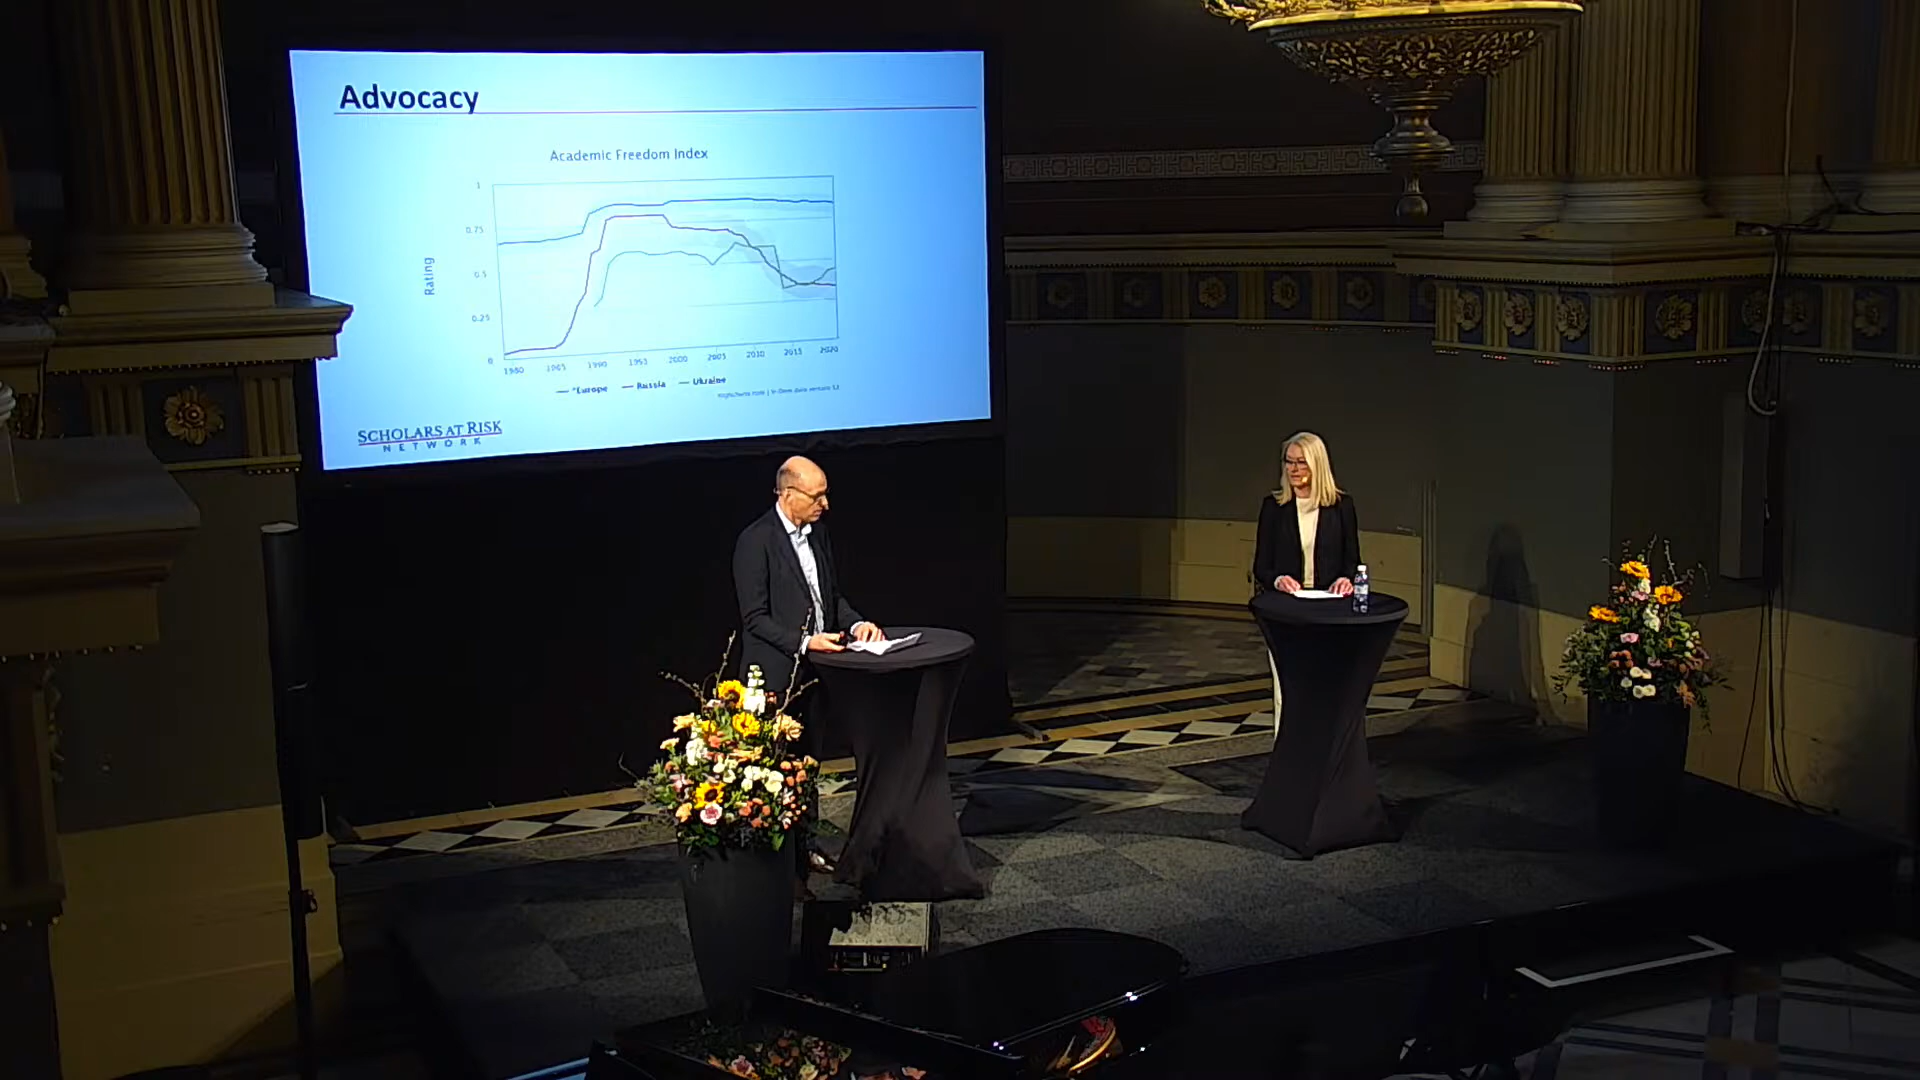 Advocacy
Academic Freedom Index
1
0.75
0.5
0.25
0
Rating
1980 1985 1990 1995 2000 2005 2010 2015 2020
*Europe Russia Ukraine
SCHOLARS AT RISK
NETWORK